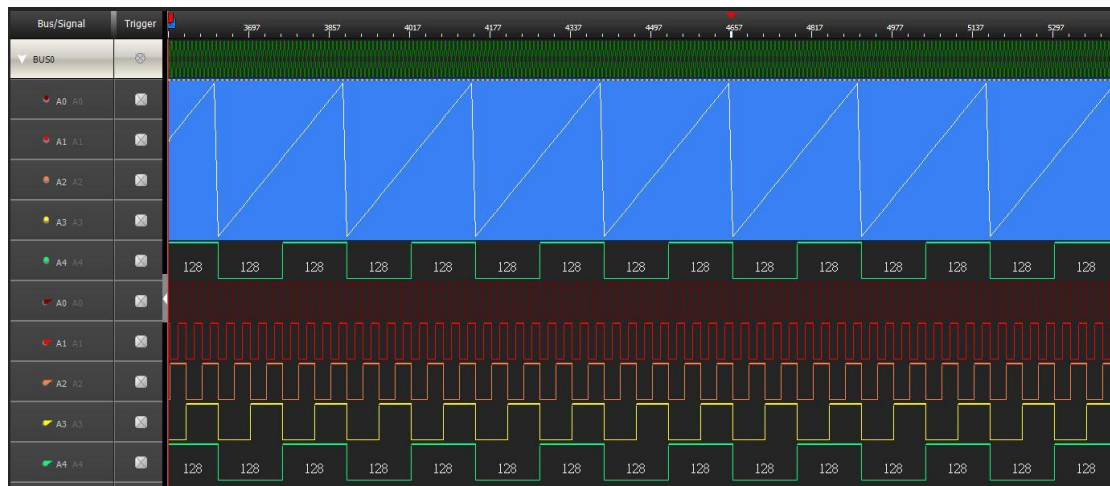 Bus/Signal Trigger 3697 3857 4017 4177 4337 4497 4657 4817 4977 5137 5297
BUS0
A0 A0
A1 A1
A2 A2
A3 A3
A4 A4 128 128 128 128 128 128 128 128 128 128 128 128 128 128 128
A0 A0
A1 A1
A2 A2
A3 A3
A4 A4 128 128 128 128 128 128 128 128 128 128 128 128 128 128 128